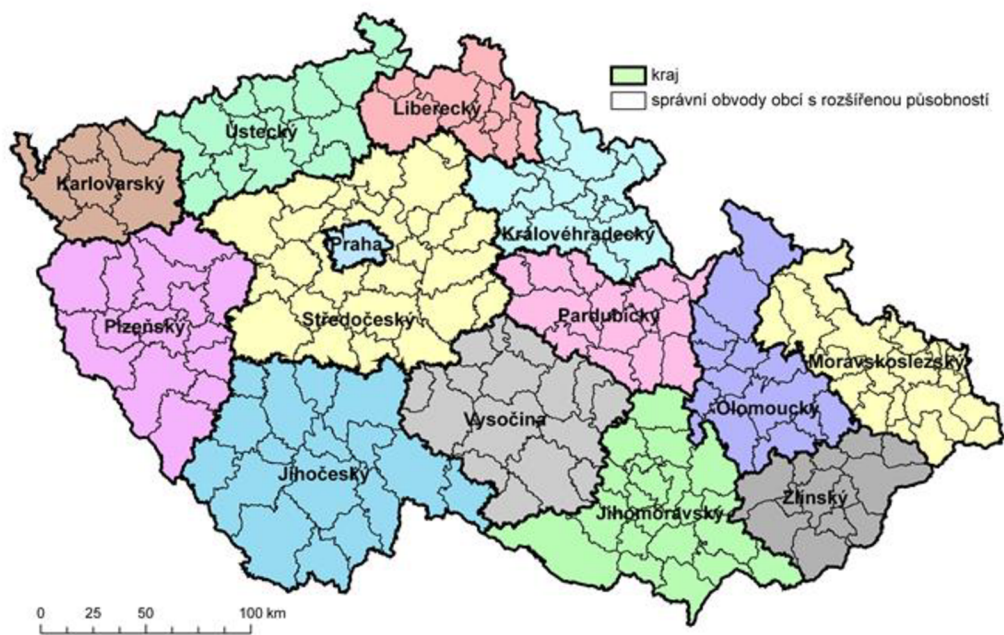 kraj
správní obvody obcí s rozšířenou působností
Liberecký
Ústecký
Karlovarský
Královéhradecký
Praha
Plzeňský
Středočeský
Pardubický
Moravskoslezský
Vysočina
Olomoucký
Jihočeský
Zlínský
Jihomoravský
0 25 50 100 km